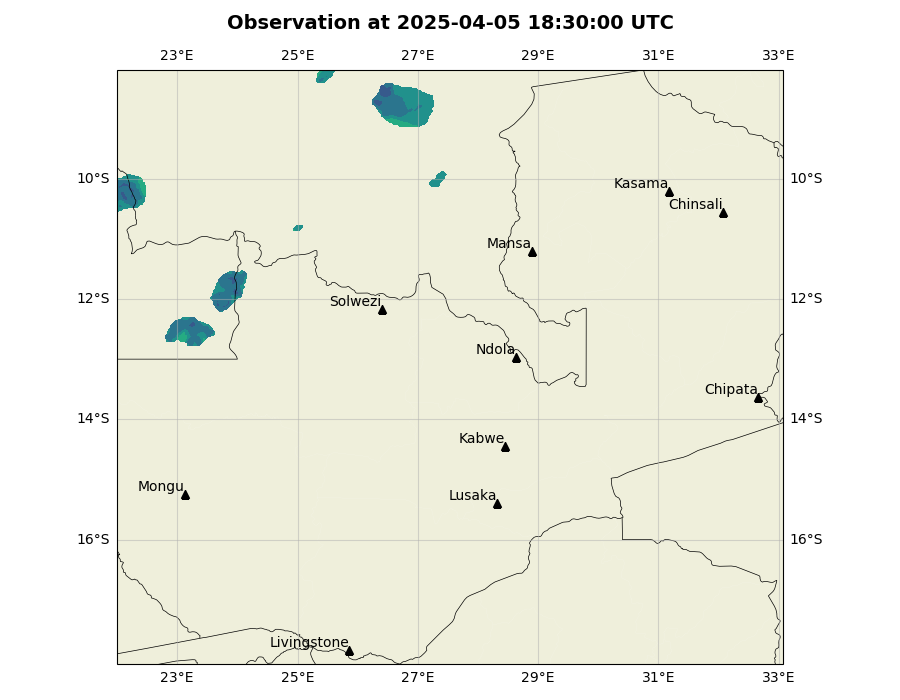 Observation at 2025-04-05 18:30:00 UTC
23°E 25°E 27°E 29°E 31°E 33°E
10°S 10°S
Kasama
Chinsali
Mansa
12°S 12°S
Solwezi
Ndola
Chipata
14°S 14°S
Kabwe
Mongu
Lusaka
16°S 16°S
Livingstone
23°E 25°E 27°E 29°E 31°E 33°E